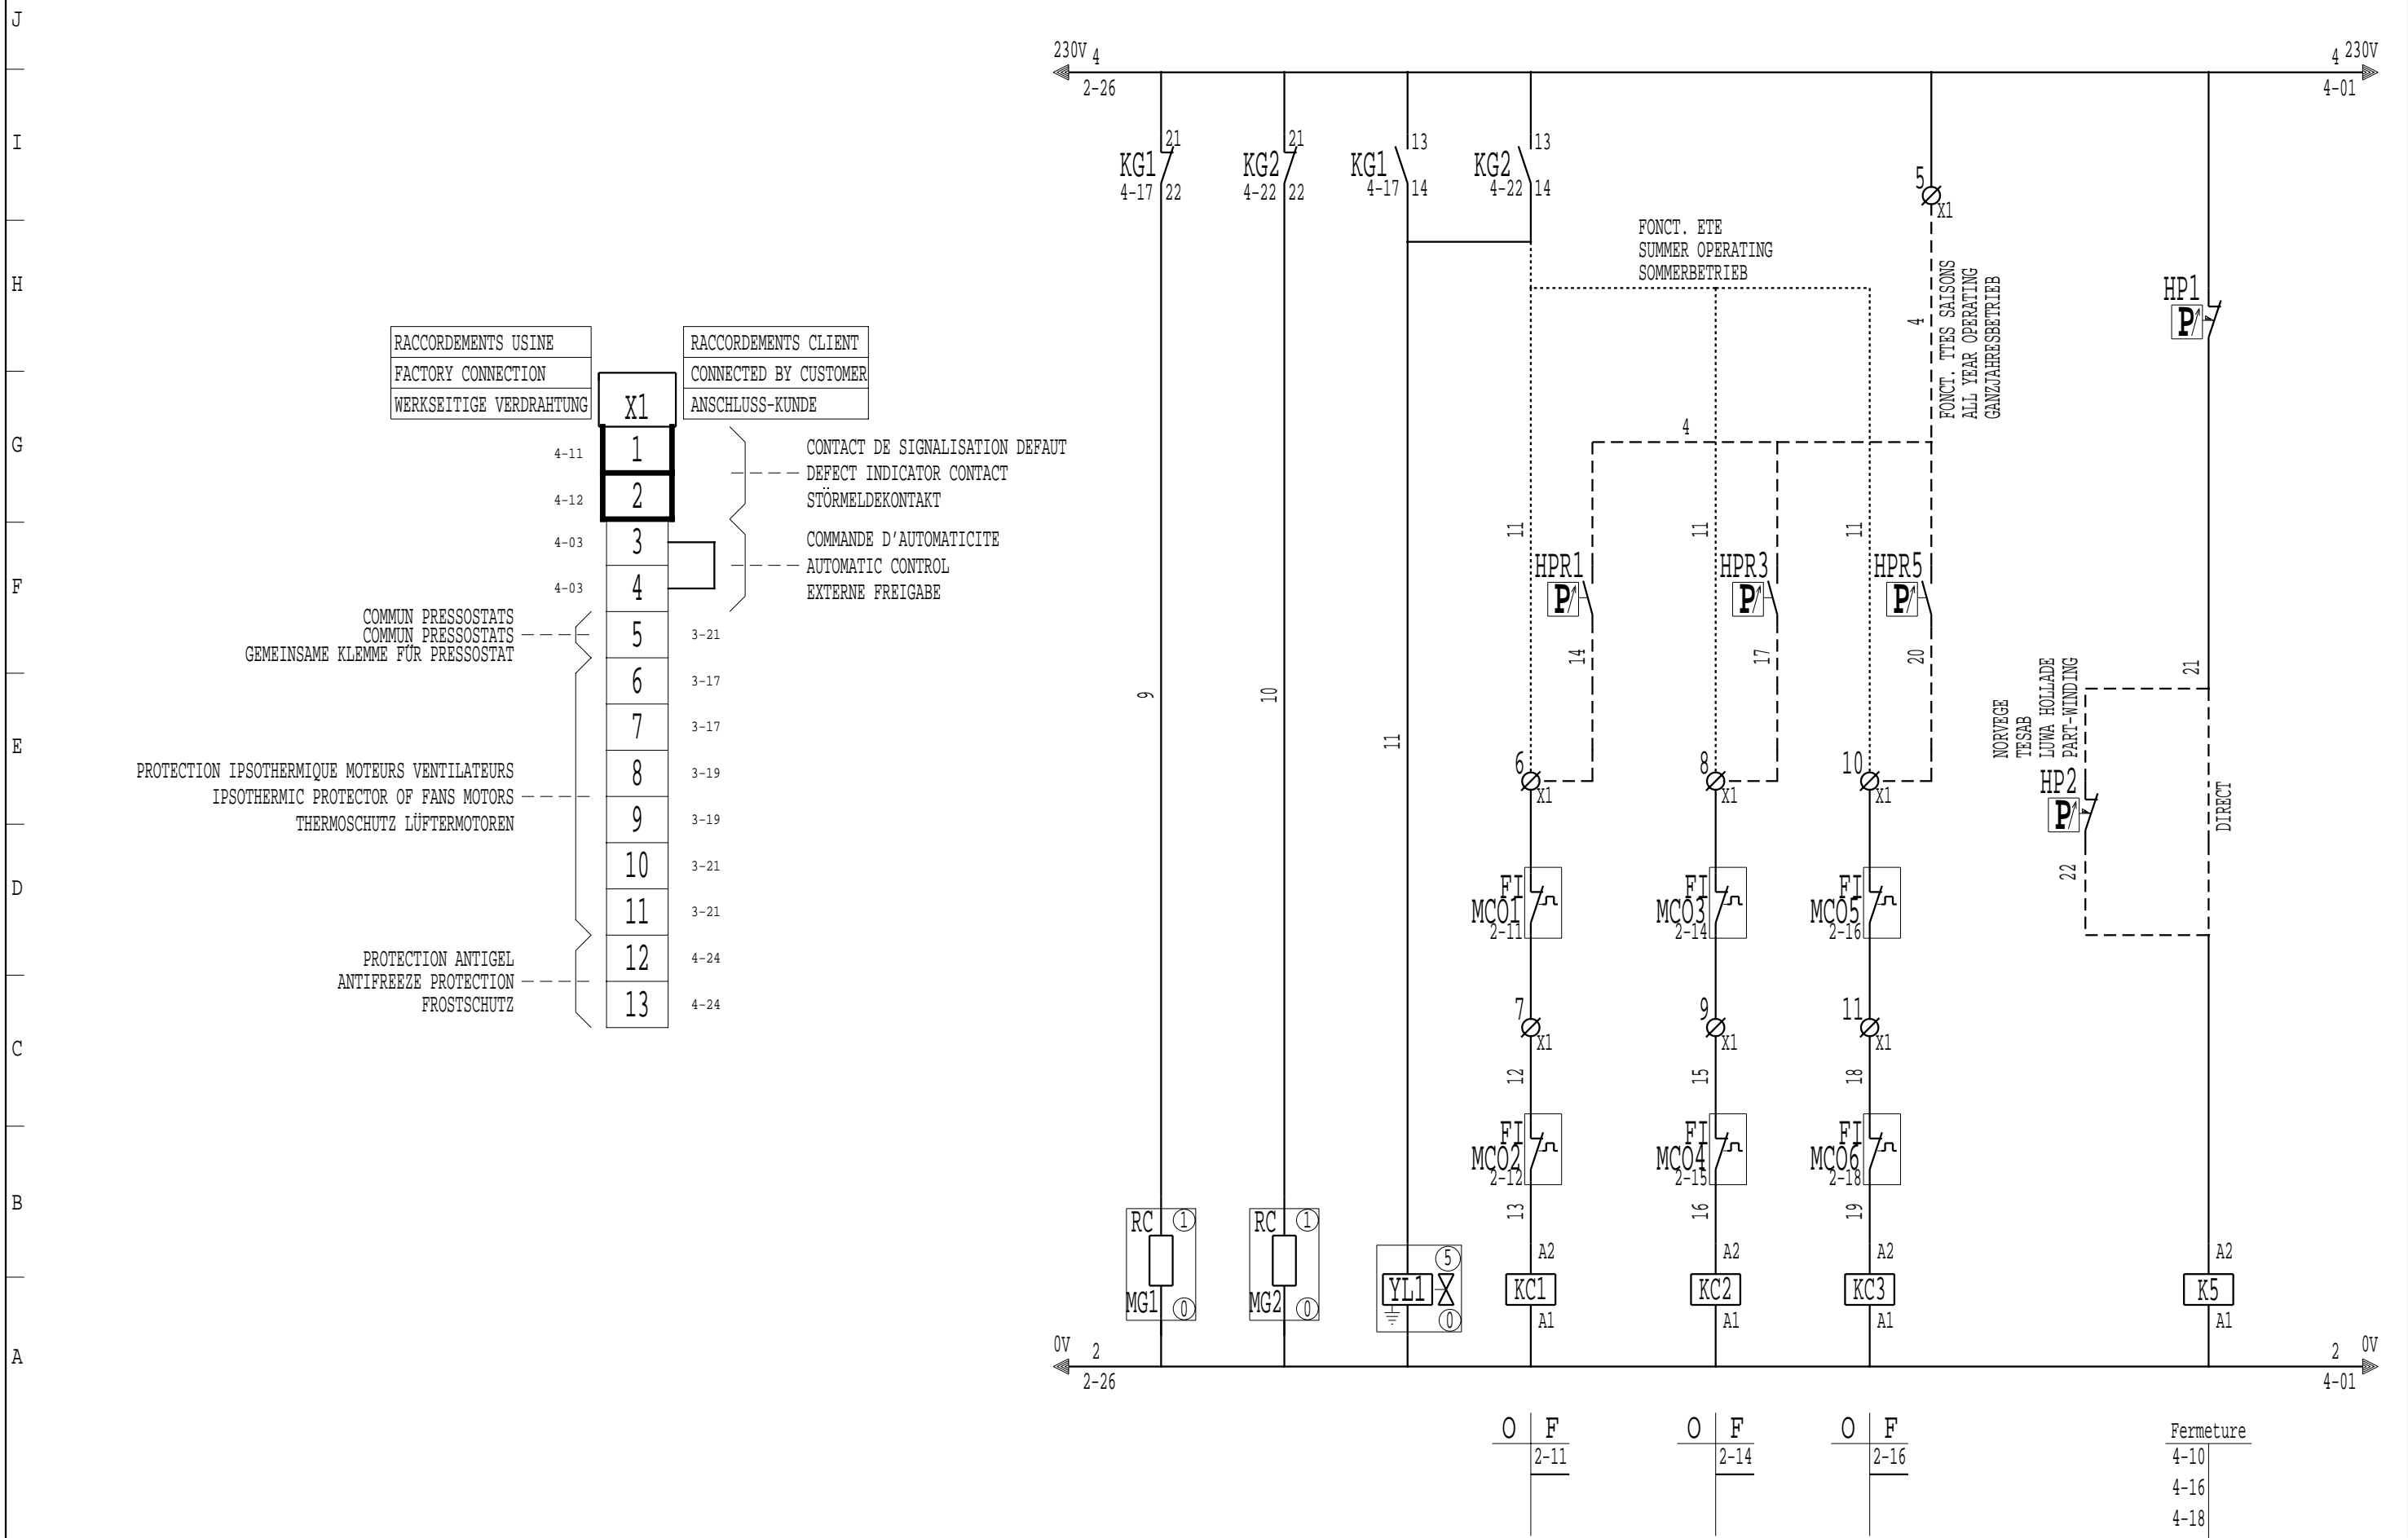 J
I
H
G
F
E
D
C
B
A
RACCORDEMENTS USINE
FACTORY CONNECTION
WERKSEITIGE VERDRAHTUNG
X1
RACCORDEMENTS CLIENT
CONNECTED BY CUSTOMER
ANSCHLUSS-KUNDE
4-11 1
4-12 2
4-03 3
4-03 4
5 3-21
6 3-17
7 3-17
8 3-19
9 3-19
10 3-21
11 3-21
12 4-24
13 4-24
CONTACT DE SIGNALISATION DEFAUT
DEFECT INDICATOR CONTACT
STÖRMELDEKONTAKT
COMMANDE D'AUTOMATICITE
AUTOMATIC CONTROL
EXTERNE FREIGABE
COMMUN PRESSOSTATS
COMMUN PRESSOSTATS
GEMEINSAME KLEMME FÜR PRESSOSTAT
PROTECTION IPSOTHERMIQUE MOTEURS VENTILATEURS
IPSOTHERMIC PROTECTOR OF FANS MOTORS
THERMOSCHUTZ LÜFTERMOTOREN
PROTECTION ANTIGEL
ANTIFREEZE PROTECTION
FROSTSCHUTZ
230V 4
2-26
4 230V
4-01
21
KG1
4-17 22
21
KG2
4-22 22
13
KG1
4-17 14
13
KG2
4-22 14
5
X1
FONCT. ETE
SUMMER OPERATING
SOMMERBETRIEB
4
FONCT. TTES SAISONS
ALL YEAR OPERATING
GANZJAHRESBETRIEB
HP1
P
4
11
11
11
HPR1
P
HPR3
P
HPR5
P
14
17
20
21
9
10
11
NORVEGE
TESAB
LUWA HOLLADE
PART-WINDING
HP2
P
22
DIRECT
6
X1
8
X1
10
X1
FI
MCO1
2-11
FI
MCO3
2-14
FI
MCO5
2-16
7
X1
9
X1
11
X1
12
15
18
FI
MCO2
2-12
FI
MCO4
2-15
FI
MCO6
2-18
13
16
19
RC 1
MG1 0
RC 1
MG2 0
5
YL1
0
A2
KC1
A1
A2
KC2
A1
A2
KC3
A1
A2
K5
A1
0V 2
2-26
2 0V
4-01
O F
2-11
O F
2-14
O F
2-16
Fermeture
4-10
4-16
4-18